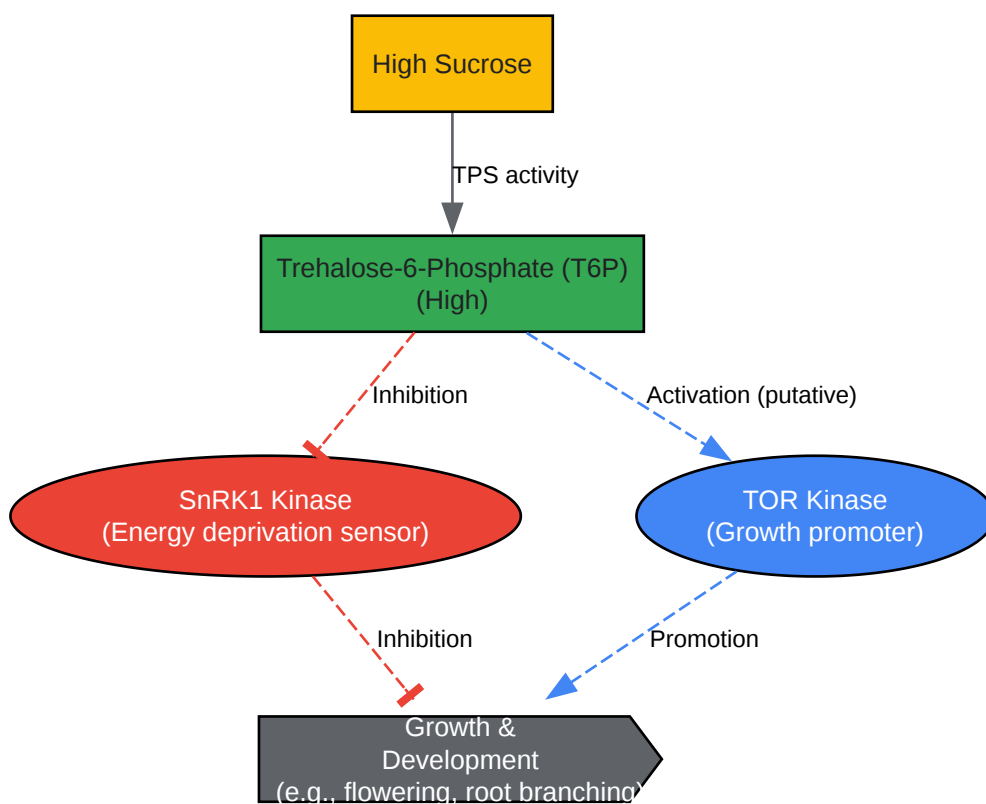 High Sucrose
TPS activity
Trehalose-6-Phosphate (T6P)
(High)
Inhibition
Activation (putative)
SnRK1 Kinase
(Energy deprivation sensor)
TOR Kinase
(Growth promoter)
Inhibition
Promotion
Growth &
Development
(e.g., flowering, root branching)